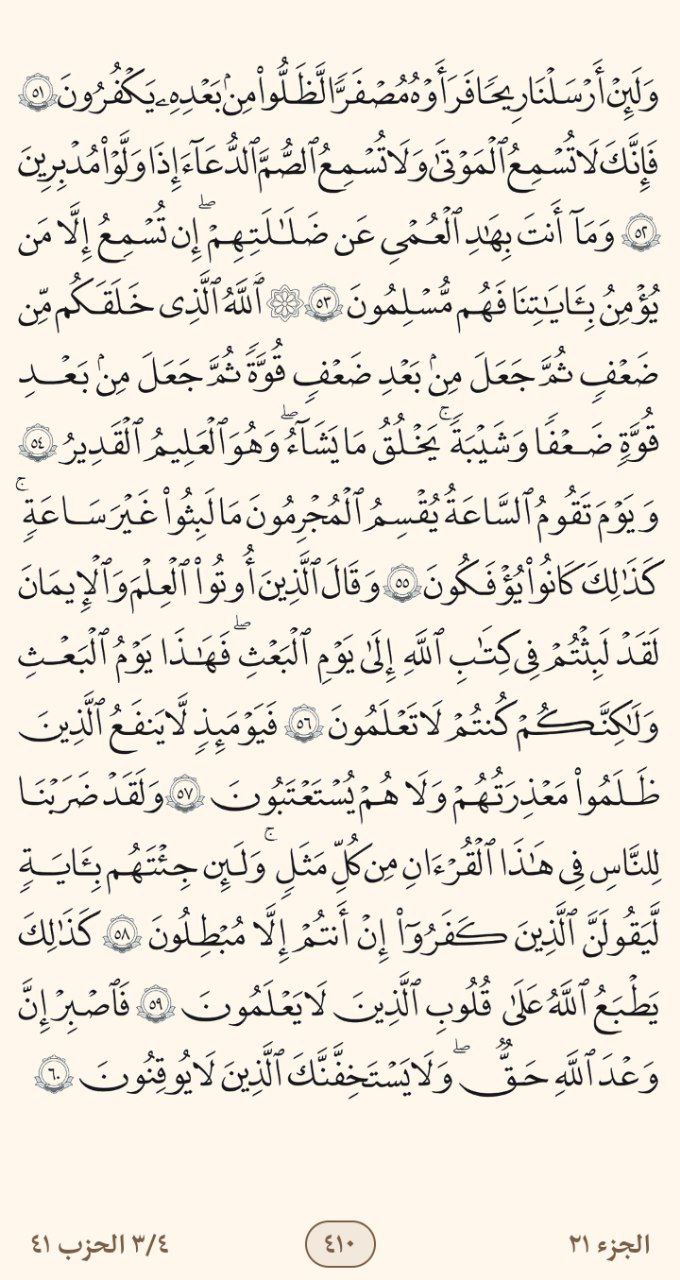 وَلَئِنْ أَرْسَلْنَا رِيحًا فَرَأَوْهُ مُصْفَرًّا لَّظَلُّوا۟ مِنۢ بَعْدِهِۦ يَكْفُرُونَ ٥١
فَإِنَّكَ لَا تُسْمِعُ ٱلْمَوْتَىٰ وَلَا تُسْمِعُ ٱلصُّمَّ ٱلدُّعَآءَ إِذَا وَلَّوْا۟ مُدْبِرِينَ
٥٢ وَمَآ أَنتَ بِهَٰدِ ٱلْعُمْىِ عَن ضَلَٰلَتِهِمْ ۖ إِن تُسْمِعُ إِلَّا مَن
يُؤْمِنُ بِـَٔايَٰتِنَا فَهُم مُّسْلِمُونَ ٥٣ ۞ ٱللَّهُ ٱلَّذِى خَلَقَكُم مِّن
ضَعْفٍ ثُمَّ جَعَلَ مِنۢ بَعْدِ ضَعْفٍ قُوَّةً ثُمَّ جَعَلَ مِنۢ بَعْدِ
قُوَّةٍ ضَعْفًا وَشَيْبَةً ۚ يَخْلُقُ مَا يَشَآءُ ۖ وَهُوَ ٱلْعَلِيمُ ٱلْقَدِيرُ ٥٤
وَيَوْمَ تَقُومُ ٱلسَّاعَةُ يُقْسِمُ ٱلْمُجْرِمُونَ مَا لَبِثُوا۟ غَيْرَ سَاعَةٍ ۚ
كَذَٰلِكَ كَانُوا۟ يُؤْفَكُونَ ٥٥ وَقَالَ ٱلَّذِينَ أُوتُوا۟ ٱلْعِلْمَ وَٱلْإِيمَٰنَ
لَقَدْ لَبِثْتُمْ فِى كِتَٰبِ ٱللَّهِ إِلَىٰ يَوْمِ ٱلْبَعْثِ ۖ فَهَٰذَا يَوْمُ ٱلْبَعْثِ
وَلَٰكِنَّكُمْ كُنتُمْ لَا تَعْلَمُونَ ٥٦ فَيَوْمَئِذٍ لَّا يَنفَعُ ٱلَّذِينَ
ظَلَمُوا۟ مَعْذِرَتُهُمْ وَلَا هُمْ يُسْتَعْتَبُونَ ٥٧ وَلَقَدْ ضَرَبْنَا
لِلنَّاسِ فِى هَٰذَا ٱلْقُرْءَانِ مِن كُلِّ مَثَلٍ ۚ وَلَئِن جِئْتَهُم بِـَٔايَةٍ
لَّيَقُولَنَّ ٱلَّذِينَ كَفَرُوٓا۟ إِنْ أَنتُمْ إِلَّا مُبْطِلُونَ ٥٨ كَذَٰلِكَ
يَطْبَعُ ٱللَّهُ عَلَىٰ قُلُوبِ ٱلَّذِينَ لَا يَعْلَمُونَ ٥٩ فَٱصْبِرْ إِنَّ
وَعْدَ ٱللَّهِ حَقٌّ ۖ وَلَا يَسْتَخِفَّنَّكَ ٱلَّذِينَ لَا يُوقِنُونَ ٦٠
الجزء ٢١
٤١٠
٣/٤ الحزب ٤١